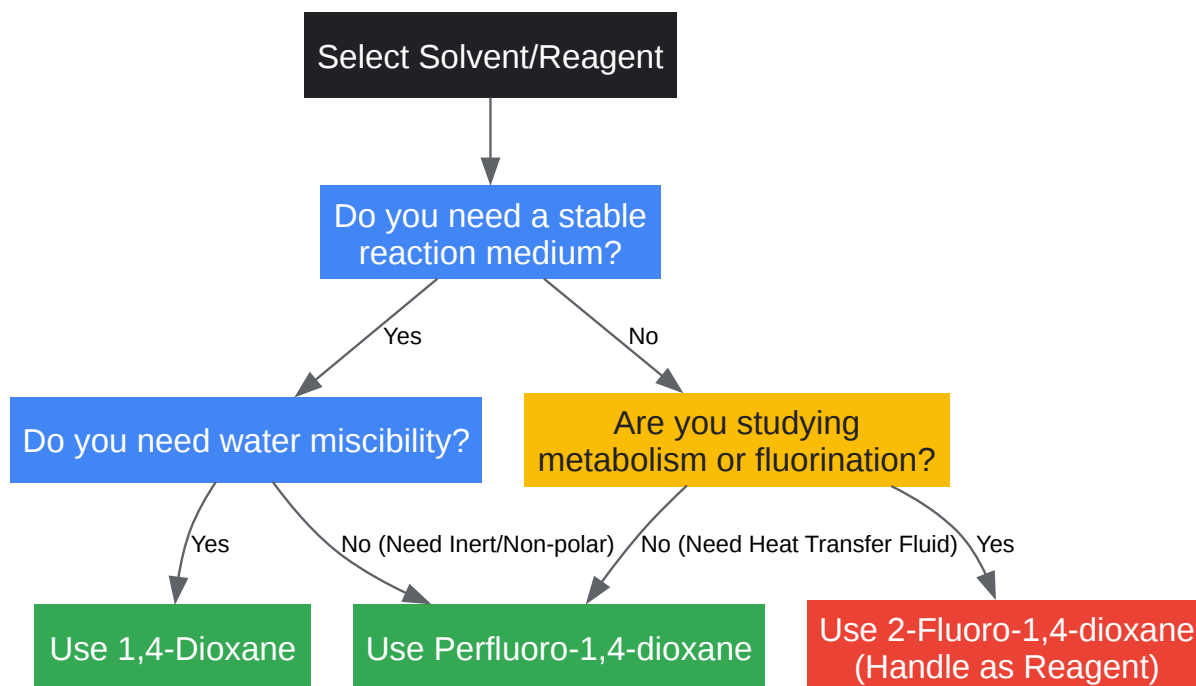 Select Solvent/Reagent
Do you need a stable
reaction medium?
Yes
No
Do you need water miscibility?
Are you studying
metabolism or fluorination?
Yes
No (Need Inert/Non-polar)
No (Need Heat Transfer Fluid)
Yes
Use 1,4-Dioxane
Use Perfluoro-1,4-dioxane
Use 2-Fluoro-1,4-dioxane
(Handle as Reagent)